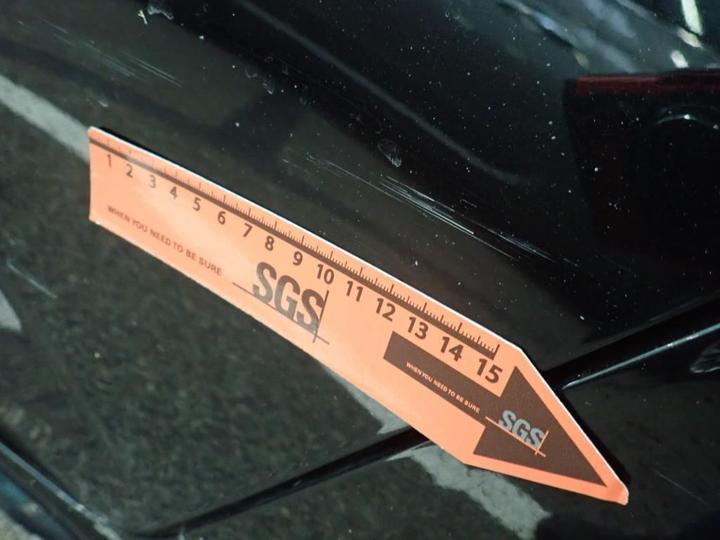 1 2 3 4 5 6 7 8 9 10 11 12 13 14 15
WHEN YOU NEED TO BE SURE
SGS
WHEN YOU NEED TO BE SURE
SGS